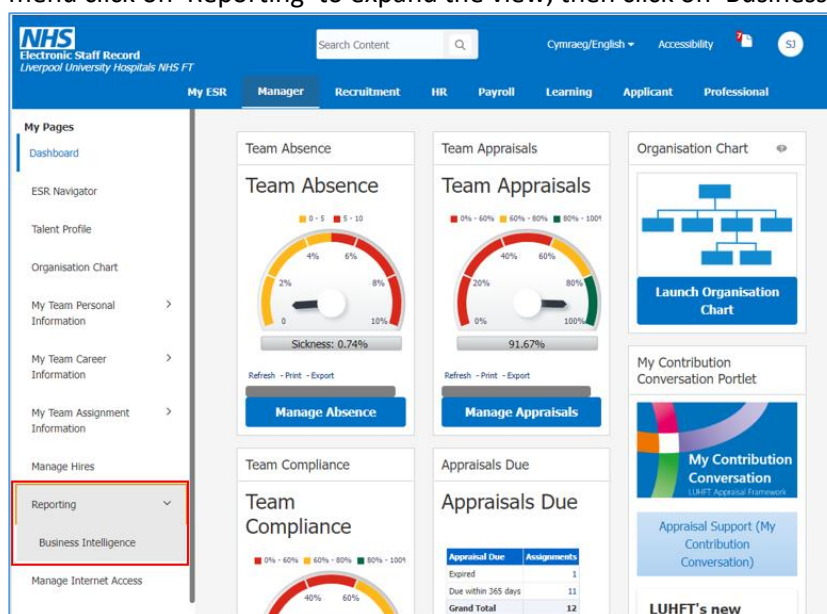 menu click on 'Reporting' to expand the view, then click on 'Business
NHS
Electronic Staff Record
Liverpool University Hospitals NHS FT
Search Content
Cymraeg/English
Accessibility
7
SJ
My ESR
Manager
Recruitment
HR
Payroll
Learning
Applicant
Professional
My Pages
Dashboard
ESR Navigator
Talent Profile
Organisation Chart
My Team Personal
Information
My Team Career
Information
My Team Assignment
Information
Manage Hires
Reporting
Business Intelligence
Manage Internet Access
Team Absence
Team Absence
0 - 5 5 - 10
4% 6%
2% 8%
0 10%
Sickness: 0.74%
Refresh - Print - Export
Manage Absence
Team Appraisals
Team Appraisals
0% - 60% 60% - 80% 80% - 100%
40% 60%
20% 80%
0% 100%
91.67%
Refresh - Print - Export
Manage Appraisals
Organisation Chart
Launch Organisation
Chart
Team Compliance
Team
Compliance
0% - 60% 60% - 80% 80% - 100%
40% 60%
Appraisals Due
Appraisals Due
Appraisal Due Assignments
Expired 1
Due within 365 days 11
Grand Total 12
My Contribution
Conversation Portlet
My Contribution
Conversation
LUHFT Appraisal Framework
Appraisal Support (My
Contribution
Conversation)
LUHFT's new